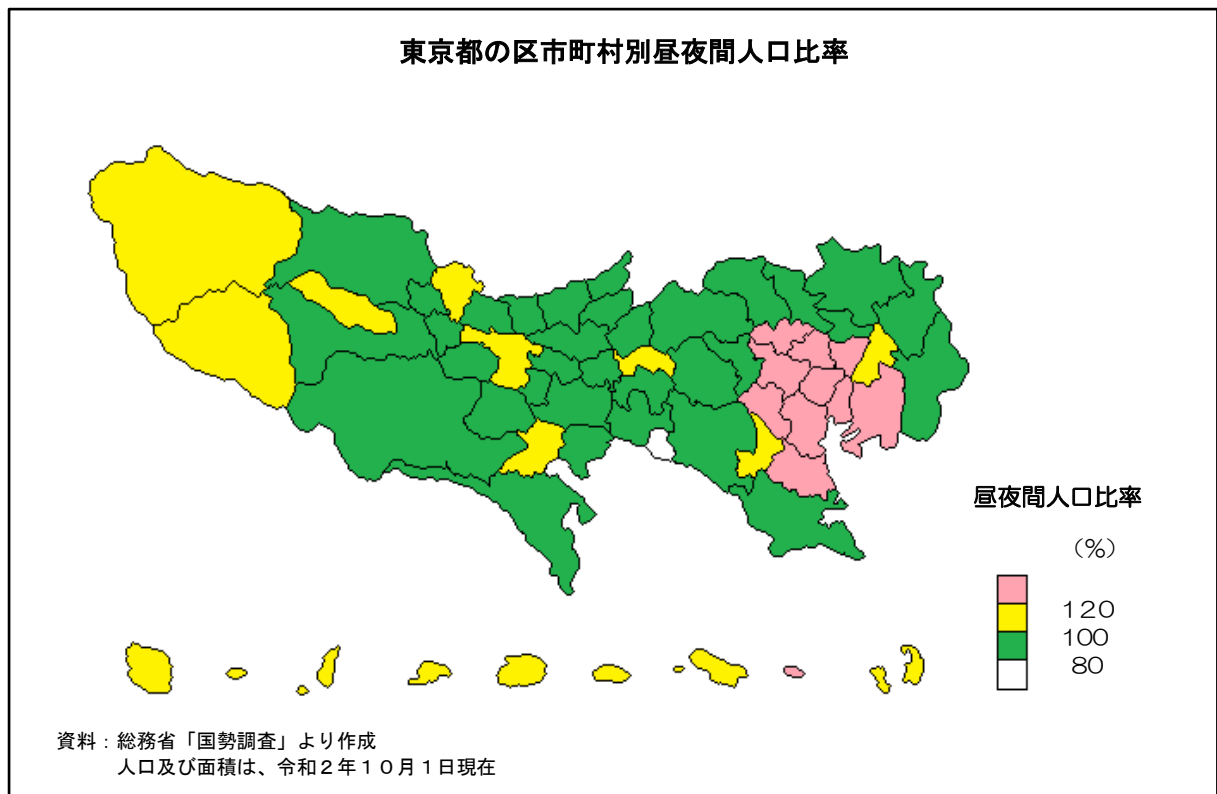 東京都の区市町村別昼夜間人口比率
昼夜間人口比率
（％）
１２０
１００
８０
資料：総務省「国勢調査」より作成
人口及び面積は、令和２年１０月１日現在